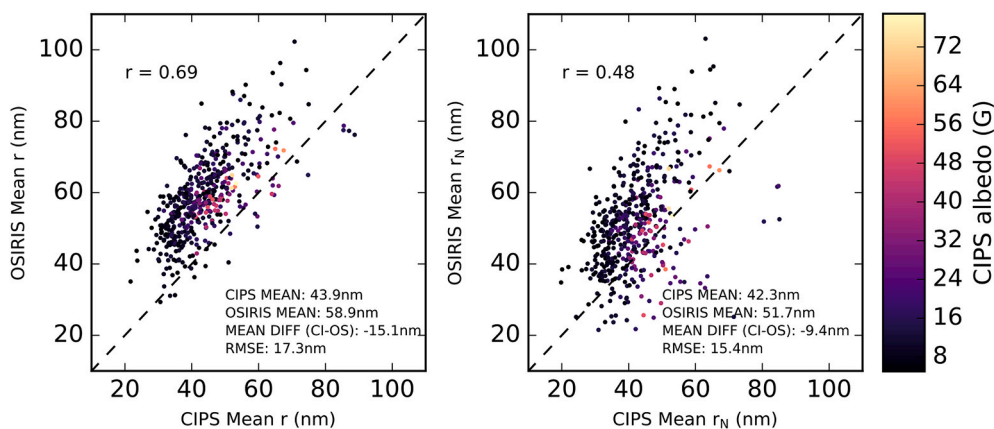 r = 0.69
CIPS MEAN: 43.9nm
OSIRIS MEAN: 58.9nm
MEAN DIFF (CI-OS): -15.1nm
RMSE: 17.3nm
100
80
60
40
20
OSIRIS Mean r (nm)
20 40 60 80 100
CIPS Mean r (nm)
r = 0.48
CIPS MEAN: 42.3nm
OSIRIS MEAN: 51.7nm
MEAN DIFF (CI-OS): -9.4nm
RMSE: 15.4nm
100
80
60
40
20
OSIRIS Mean r_N (nm)
20 40 60 80 100
CIPS Mean r_N (nm)
72
64
56
48
40
32
24
16
8
CIPS albedo (G)